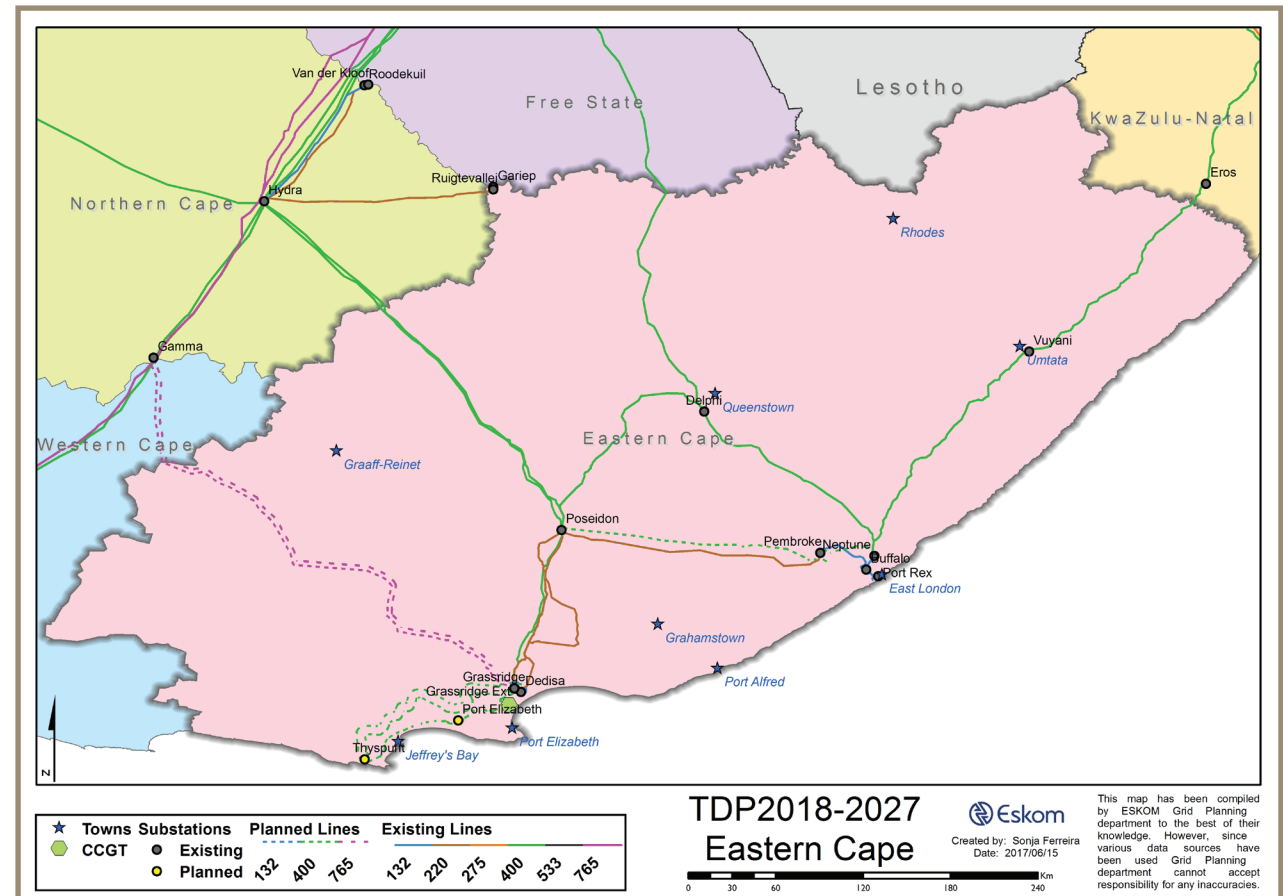 Van der Kloof
Roodekuil
Free State
Lesotho
KwaZulu-Natal
Ruigtevallei
Gariep
Hydra
Northern Cape
Eros
Rhodes
Gamma
Vuyani
Umtata
Delphi
Queenstown
Eastern Cape
Western Cape
Graaff-Reinet
Poseidon
Pembroke
Neptune
Buffalo
Port Rex
East London
Grahamstown
Grassridge
Dedisa
Port Alfred
Grassridge Ext
Port Elizabeth
Port Elizabeth
Thyspunt
Jeffrey's Bay
N
Towns Substations Planned Lines Existing Lines
CCGT Existing
Planned
132 400 765
132 220 275 400 533 765
TDP2018-2027
Eastern Cape
Eskom
Created by: Sonja Ferreira
Date: 2017/06/15
0 30 60 120 180 240 Km
This map has been compiled
by ESKOM Grid Planning
department to the best of their
knowledge. However, since
various data sources have
been used Grid Planning
department cannot accept
responsibility for any inaccuracies.